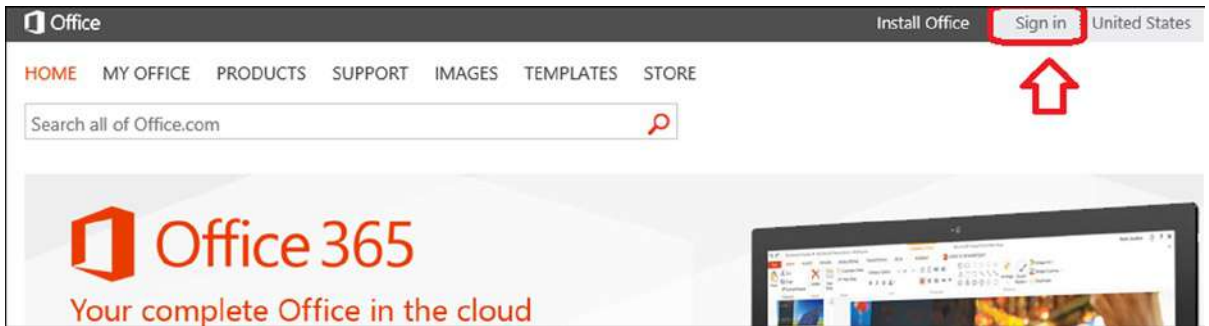 Office Install Office Sign in United States
HOME MY OFFICE PRODUCTS SUPPORT IMAGES TEMPLATES STORE
Search all of Office.com
Office 365
Your complete Office in the cloud